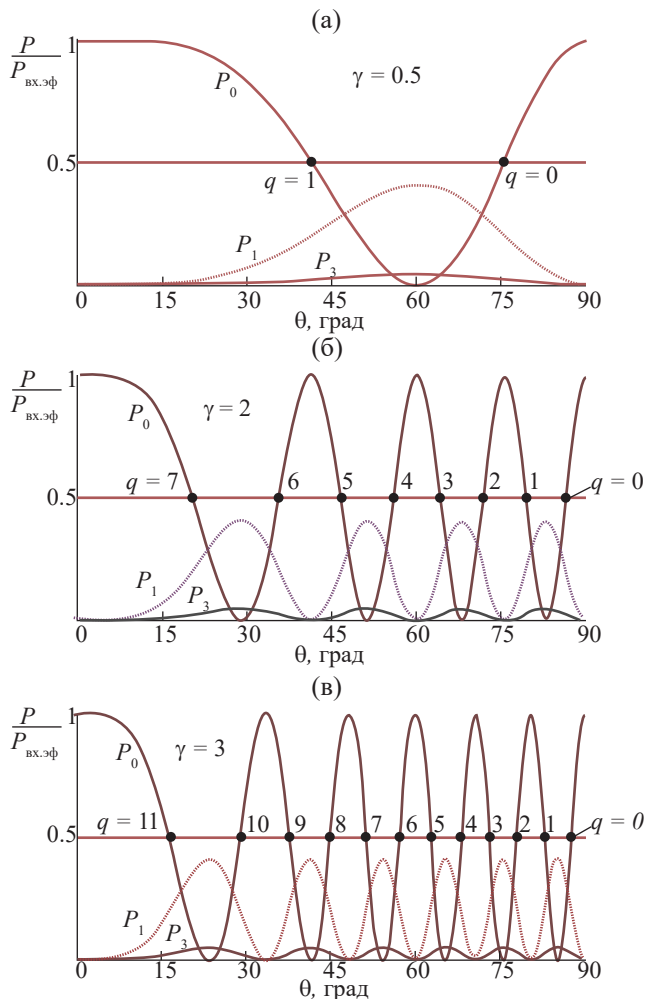 (а)
P
P вх.эф
1
P0
γ = 0.5
0.5
q = 1
q = 0
P1
P3
0 15 30 45 60 75 90
θ, град
(б)
P
P вх.эф
1
P0
γ = 2
0.5
q = 7 6 5 4 3 2 1 q = 0
P1
P3
0 15 30 45 60 75 90
θ, град
(в)
P
P вх.эф
1
P0
γ = 3
0.5
q = 11 10 9 8 7 6 5 4 3 2 1 q = 0
P1
P3
0 15 30 45 60 75 90
θ, град